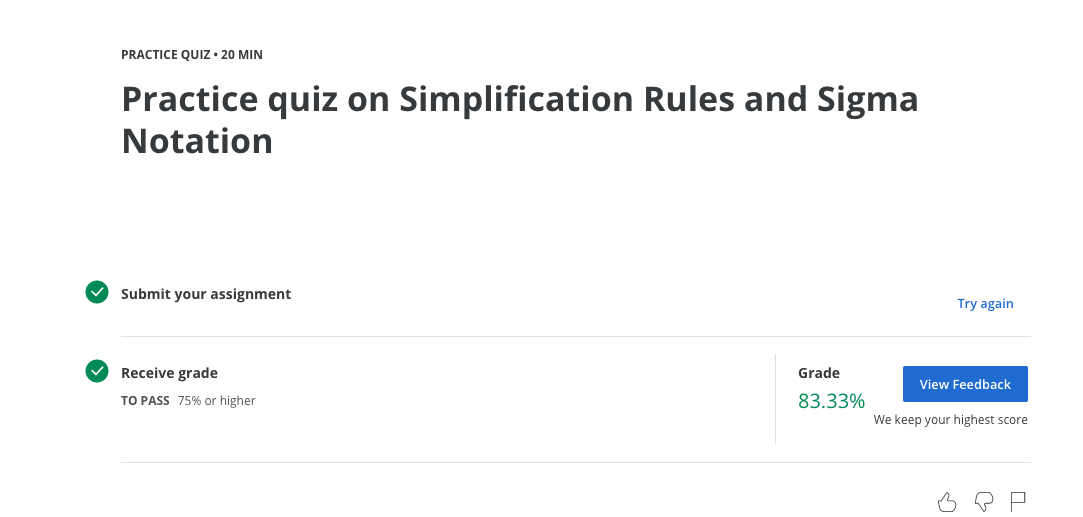 PRACTICE QUIZ • 20 MIN
Practice quiz on Simplification Rules and Sigma
Notation
Submit your assignment
Try again
Receive grade
TO PASS 75% or higher
Grade
83.33%
View Feedback
We keep your highest score